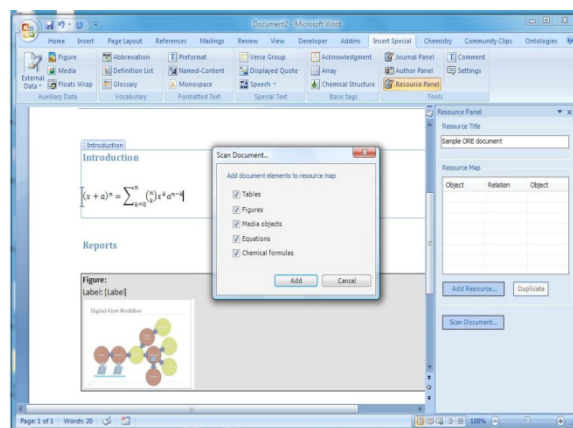 Document2 - Microsoft Word
Home Insert Page Layout References Mailings Review View Developer Addins Insert Special Chemistry Community Clips Ontologies
External Data
Figure
Media
Floats Wrap
Auxiliary Data
Abbreviation
Definition List
Glossary
Vocabulary
Preformat
Named-Content
Monospace
Formatted Text
Verse Group
Displayed Quote
Speech
Special Text
Acknowledgment
Array
Chemical Structure
Basic tags
Journal Panel
Author Panel
Resource Panel
Comment
Settings
Tools
Introduction
Introduction
(x + a)ⁿ = ∑ₖ₌₀ⁿ (n k) xᵏaⁿ⁻ᵏ
Reports
Figure:
Label: [Label]
Digital-First Workflow
Scan Document...
Add document elements to resource map
Tables
Figures
Media objects
Equations
Chemical formulas
Add Cancel
Resource Panel
Resource Title
Sample ORE document
Resource Map
Object Relation Object
Add Resource... Duplicate
Scan Document...
Page: 1 of 1 Words: 20 100%